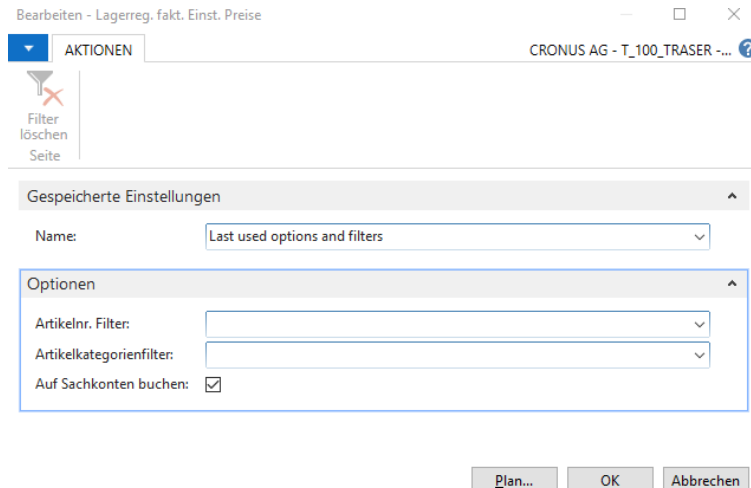 Bearbeiten - Lagerreg. fakt. Einst. Preise
AKTIONEN
CRONUS AG - T_100_TRASER -... ?
Filter
löschen
Seite
Gespeicherte Einstellungen
Name: Last used options and filters
Optionen
Artikelnr. Filter:
Artikelkategorienfilter:
Auf Sachkonten buchen:
Plan... OK Abbrechen